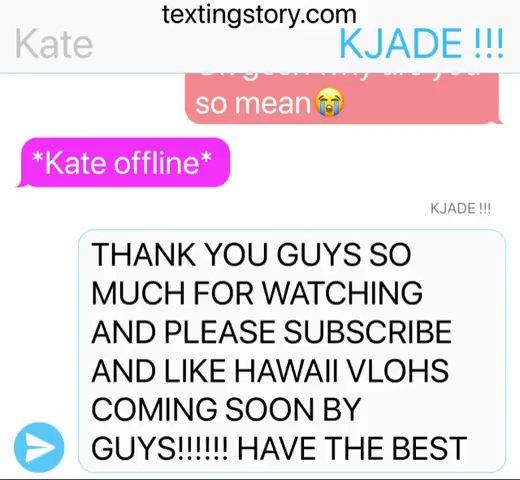 textingstory.com
Kate
KJADE !!!
so mean😭
*Kate offline*
KJADE !!!
THANK YOU GUYS SO
MUCH FOR WATCHING
AND PLEASE SUBSCRIBE
AND LIKE HAWAII VLOHS
COMING SOON BY
GUYS!!!!!! HAVE THE BEST